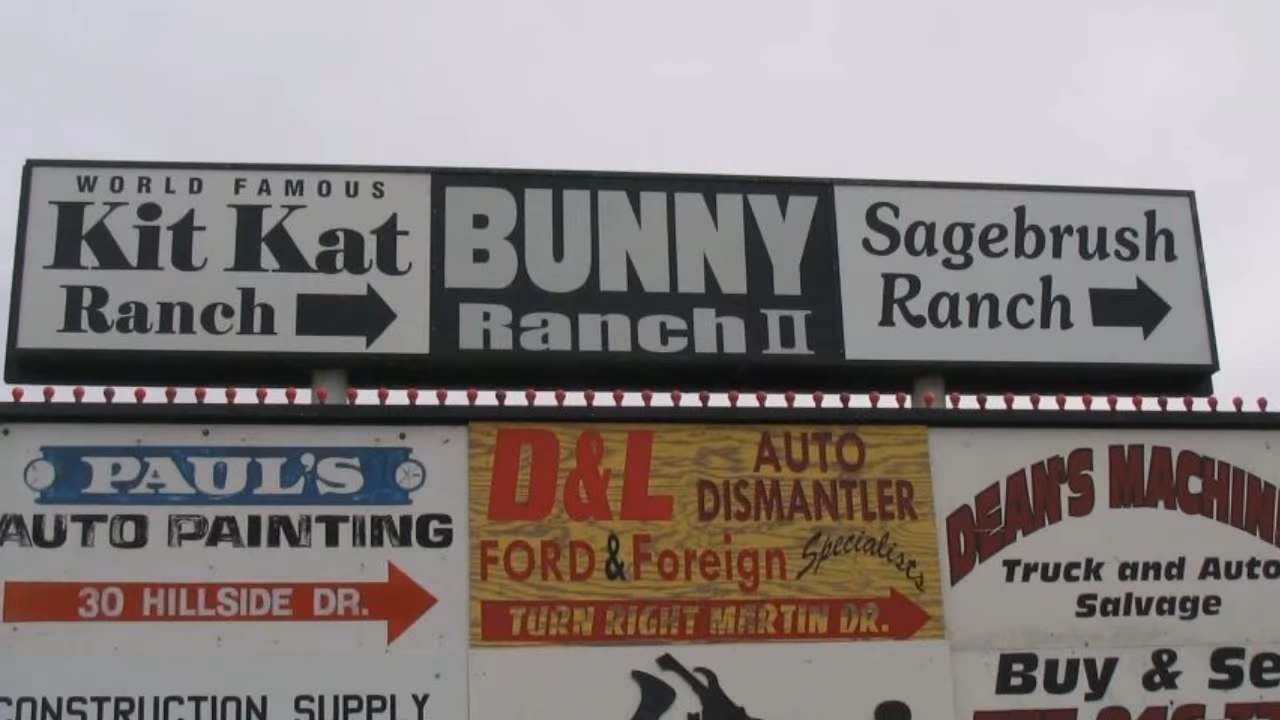 WORLD FAMOUS
Kit Kat
Ranch
BUNNY
Ranch II
Sagebrush
Ranch
PAUL'S
AUTO PAINTING
30 HILLSIDE DR.
CONSTRUCTION SUPPLY
D&L
AUTO
DISMANTLER
FORD & Foreign Specialists
TURN RIGHT MARTIN DR.
DEAN'S MACHIN
Truck and Auto
Salvage
Buy & Se